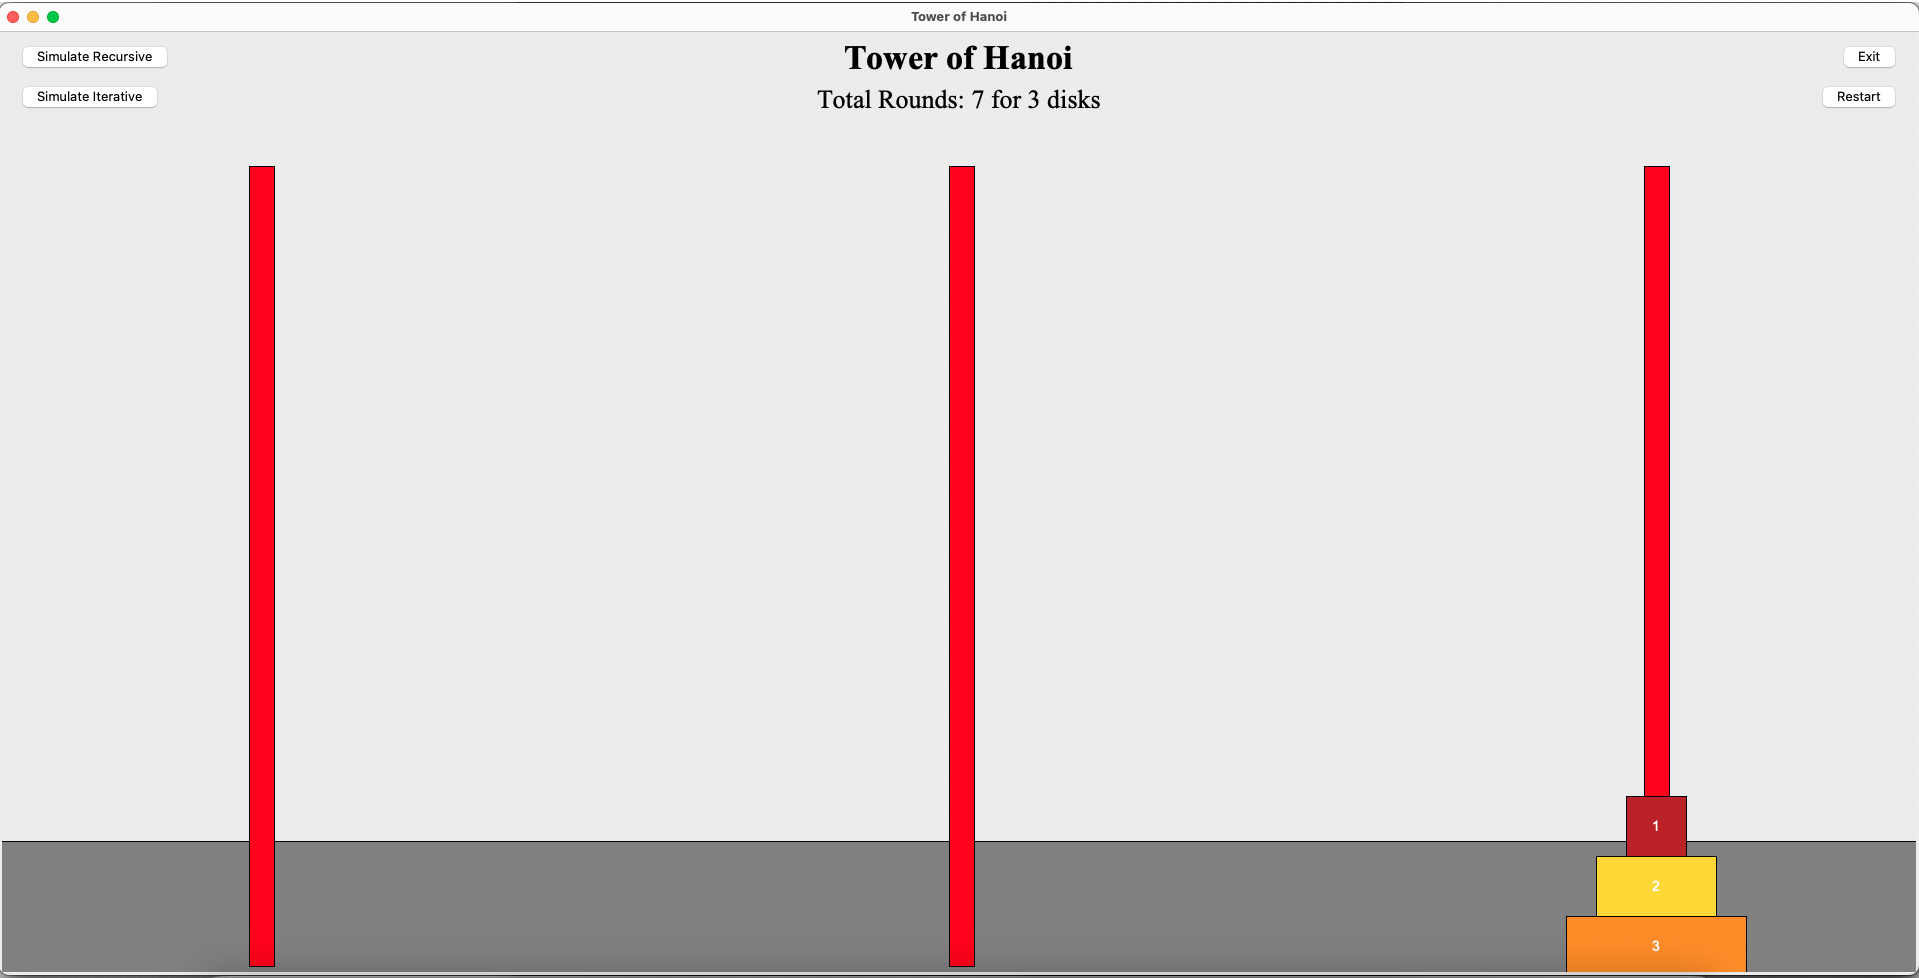 Tower of Hanoi
Simulate Recursive
Tower of Hanoi
Exit
Simulate Iterative
Total Rounds: 7 for 3 disks
Restart
1
2
3